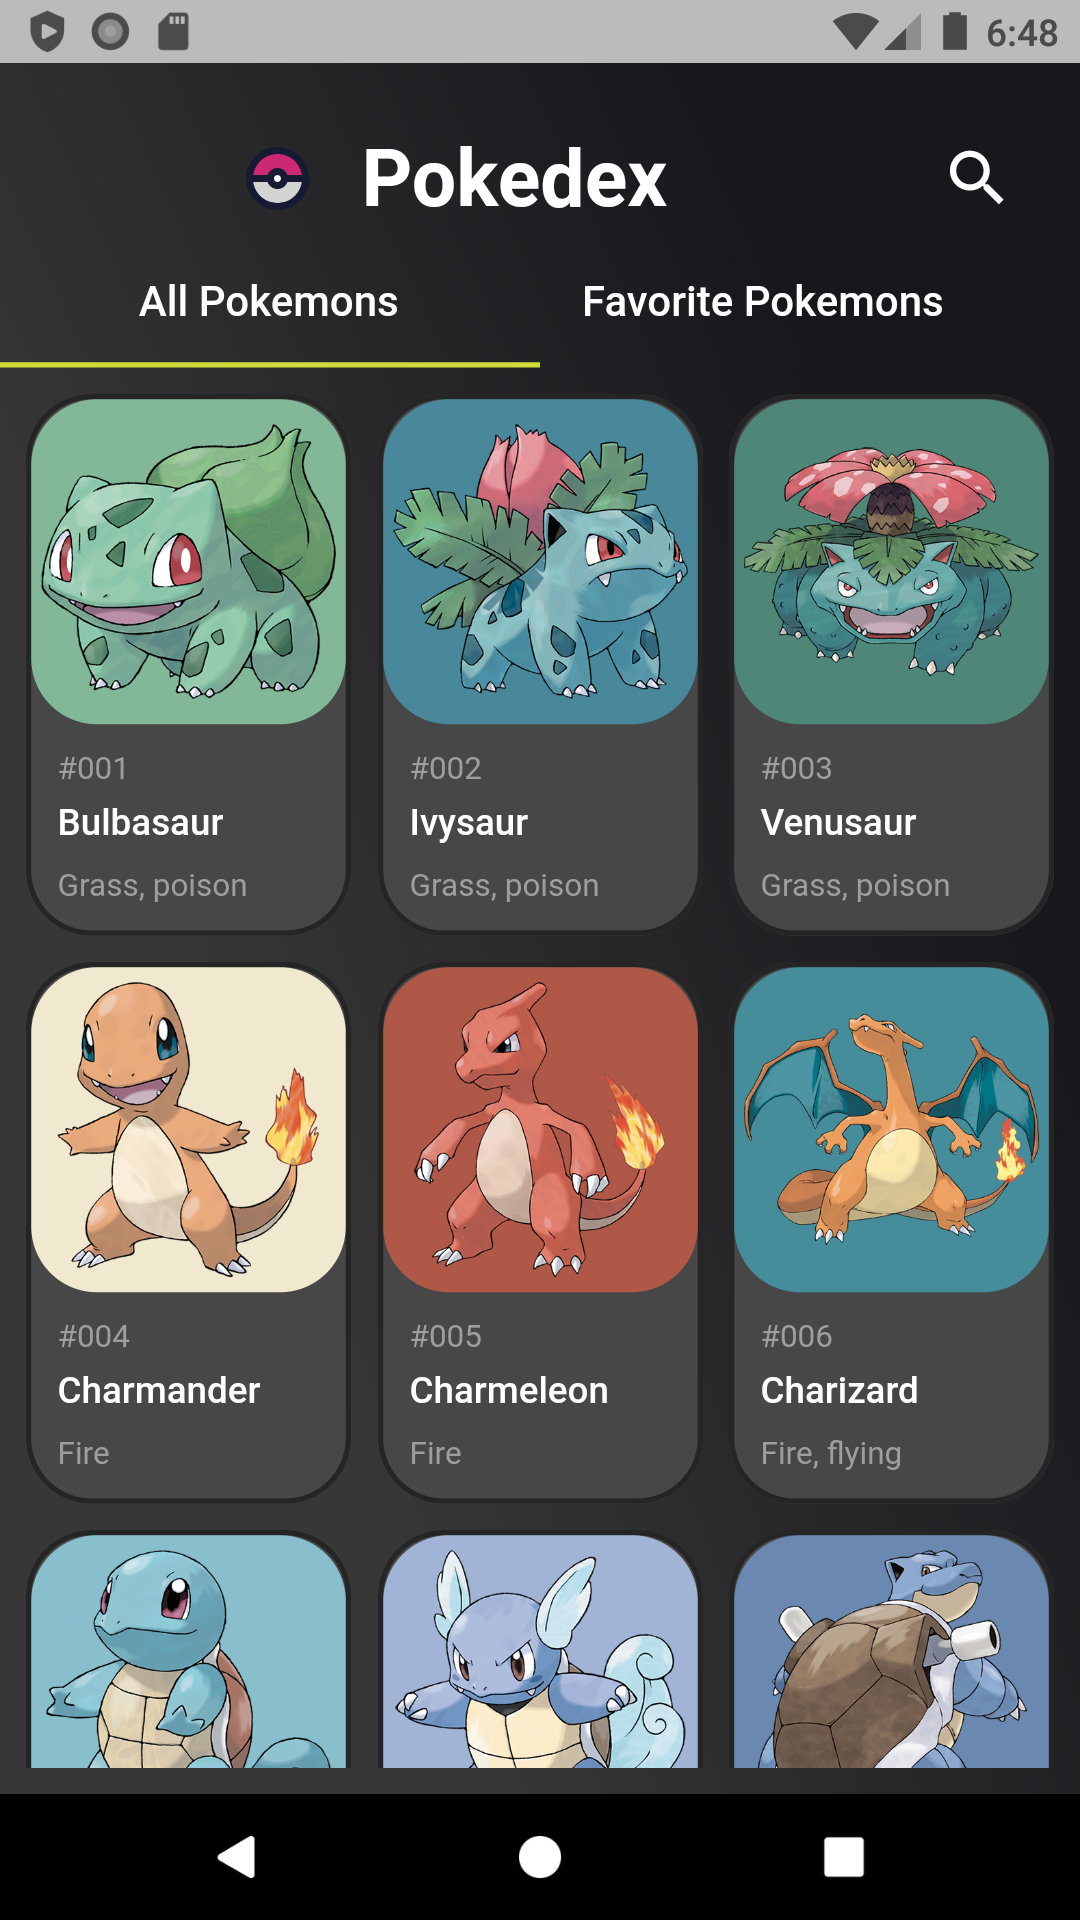 6:48
Pokedex
All Pokemons
Favorite Pokemons
#001
Bulbasaur
Grass, poison
#002
Ivysaur
Grass, poison
#003
Venusaur
Grass, poison
#004
Charmander
Fire
#005
Charmeleon
Fire
#006
Charizard
Fire, flying